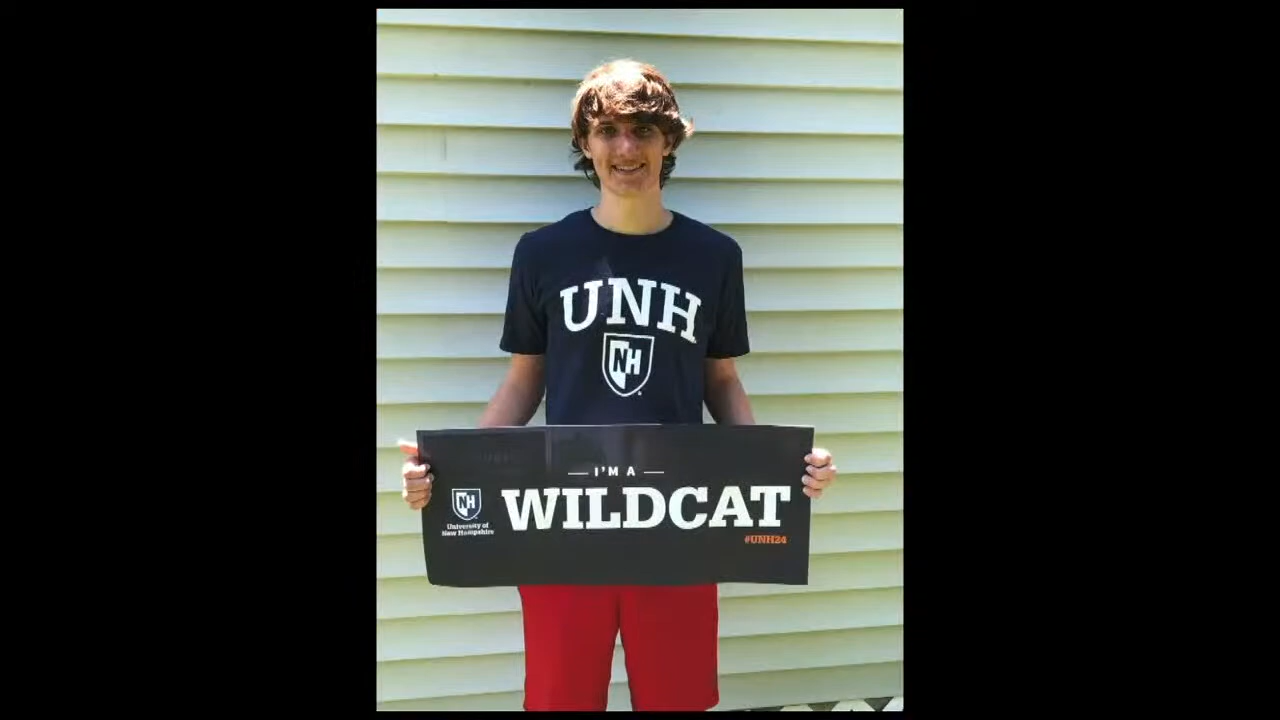 UNH
NH
I'M A
WILDCAT
NH
University of
New Hampshire
#UNH24